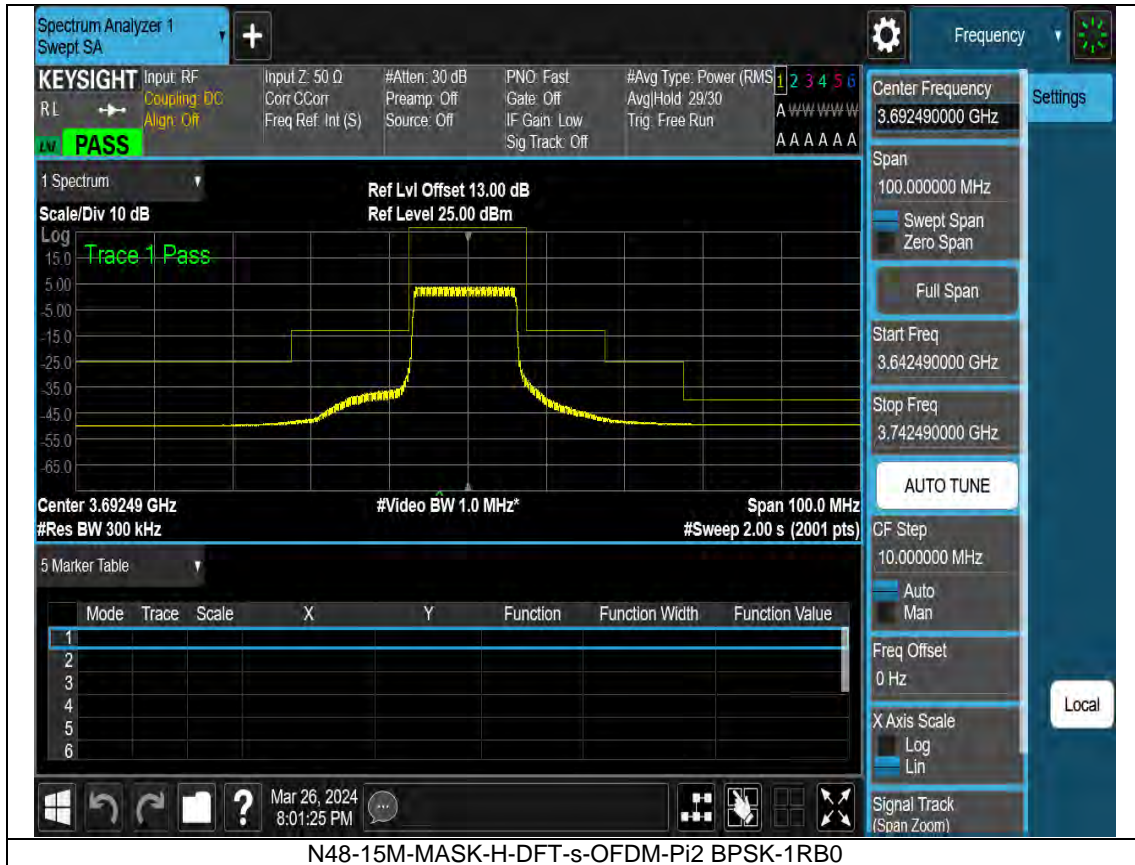 Spectrum Analyzer 1
Swept SA
Frequency
KEYSIGHT
RL
PASS
Input: RF
Coupling: DC
Align: Off
Input Z: 50 Ω
Corr CCorr
Freq Ref: Int (S)
#Atten: 30 dB
Preamp: Off
Source: Off
PNO: Fast
Gate: Off
IF Gain: Low
Sig Track: Off
#Avg Type: Power (RMS
Avg|Hold: 29/30
Trig: Free Run
1 2 3 4 5 6
A W W W W W
A A A A A A
1 Spectrum
Scale/Div 10 dB
Ref Lvl Offset 13.00 dB
Ref Level 25.00 dBm
Log
Trace 1 Pass
15.0
5.00
-5.00
-15.0
-25.0
-35.0
-45.0
-55.0
-65.0
Center 3.69249 GHz
#Video BW 1.0 MHz*
Span 100.0 MHz
#Res BW 300 kHz
#Sweep 2.00 s (2001 pts)
5 Marker Table
Mode Trace Scale X Y Function Function Width Function Value
1
2
3
4
5
6
Mar 26, 2024
8:01:25 PM
Center Frequency
3.692490000 GHz
Settings
Span
100.000000 MHz
Swept Span
Zero Span
Full Span
Start Freq
3.642490000 GHz
Stop Freq
3.742490000 GHz
AUTO TUNE
CF Step
10.000000 MHz
Auto
Man
Freq Offset
0 Hz
X Axis Scale
Log
Lin
Local
Signal Track
(Span Zoom)
N48-15M-MASK-H-DFT-s-OFDM-Pi2 BPSK-1RB0